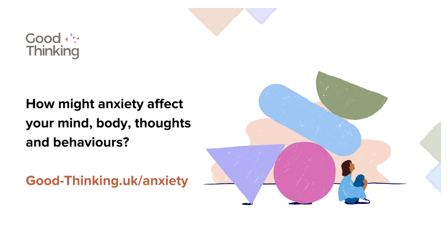 Good
Thinking
How might anxiety affect
your mind, body, thoughts
and behaviours?
Good-Thinking.uk/anxiety